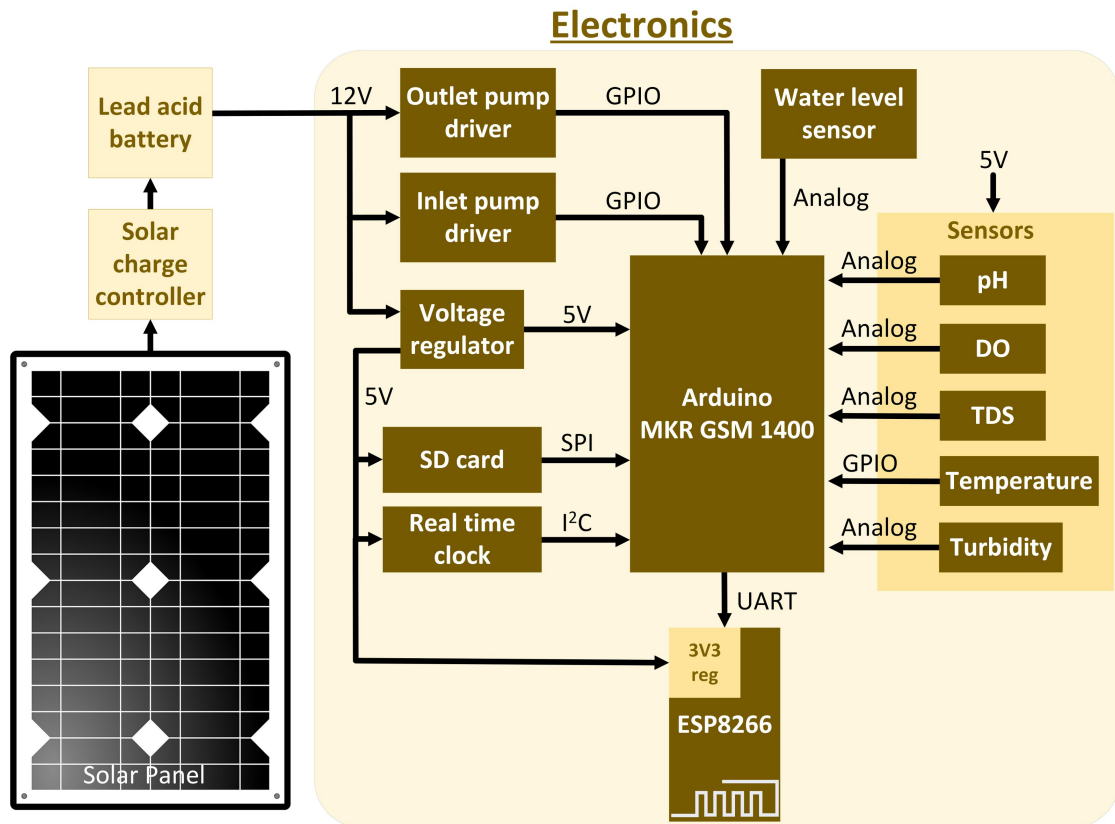 Electronics
Lead acid
battery
12V
Outlet pump
driver
GPIO
Water level
sensor
Analog
5V
Solar
charge
controller
Inlet pump
driver
GPIO
Sensors
Analog
pH
Voltage
regulator
5V
Analog
DO
5V
Arduino
MKR GSM 1400
Analog
TDS
SD card
SPI
GPIO
Temperature
Real time
clock
I²C
Analog
Turbidity
UART
3V3
reg
ESP8266
Solar Panel